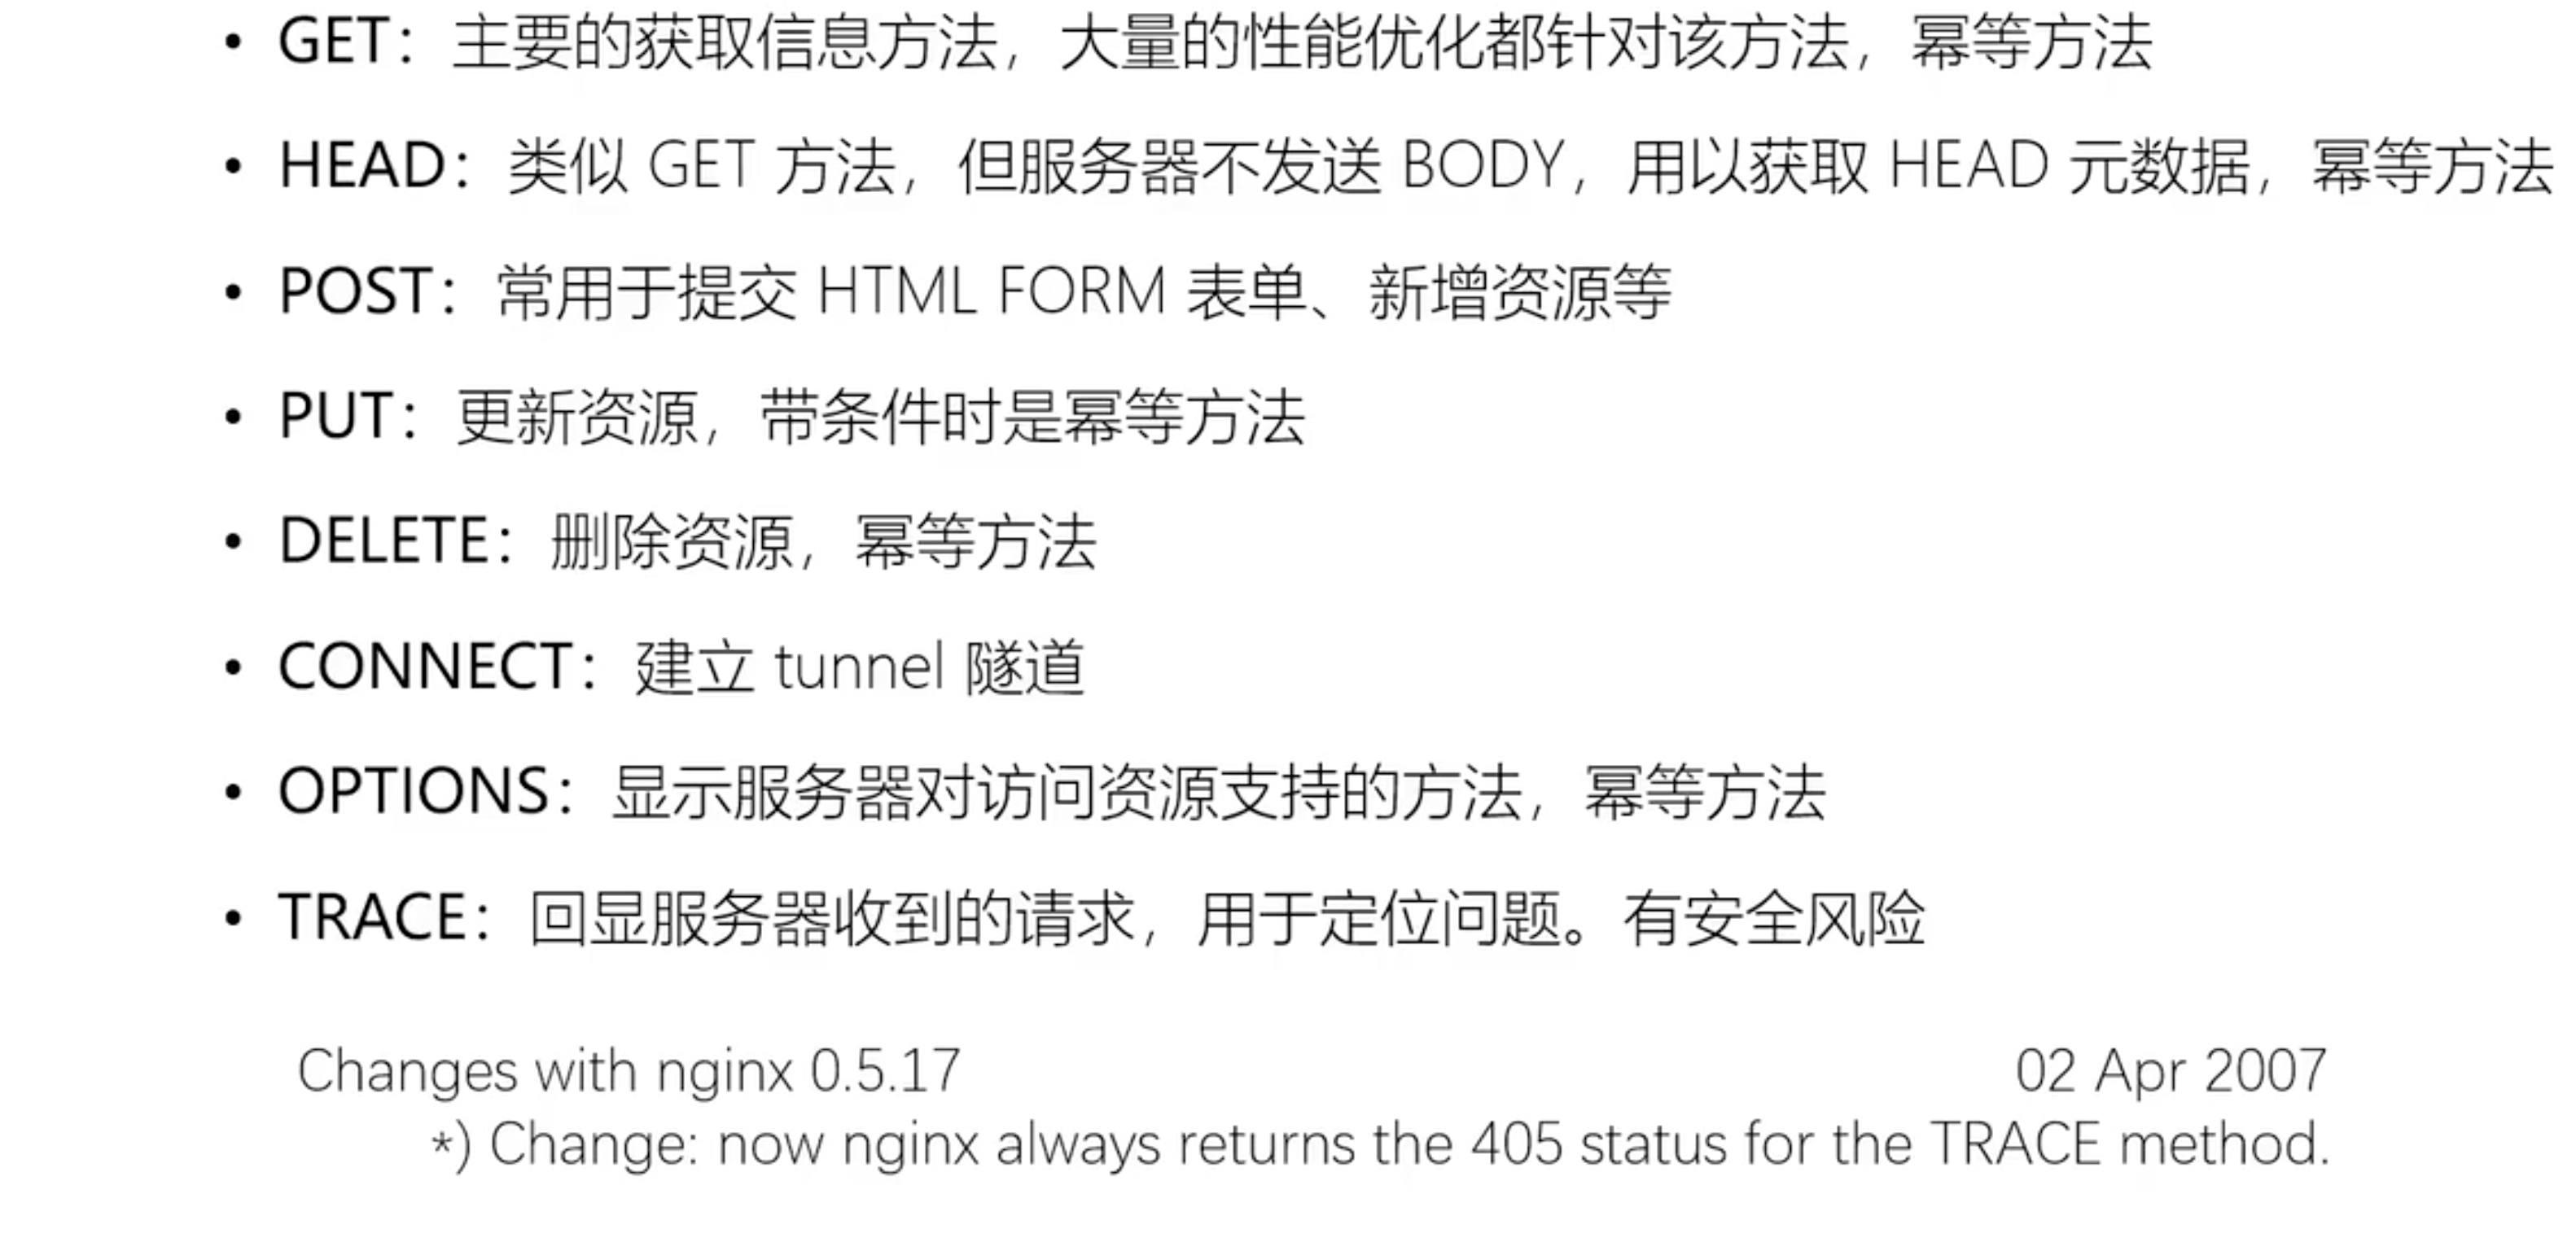 • GET：主要的获取信息方法，大量的性能优化都针对该方法，幂等方法
• HEAD：类似 GET 方法，但服务器不发送 BODY，用以获取 HEAD 元数据，幂等方法
• POST：常用于提交 HTML FORM 表单、新增资源等
• PUT：更新资源，带条件时是幂等方法
• DELETE：删除资源，幂等方法
• CONNECT：建立 tunnel 隧道
• OPTIONS：显示服务器对访问资源支持的方法，幂等方法
• TRACE：回显服务器收到的请求，用于定位问题。有安全风险
Changes with nginx 0.5.17 02 Apr 2007
*) Change: now nginx always returns the 405 status for the TRACE method.